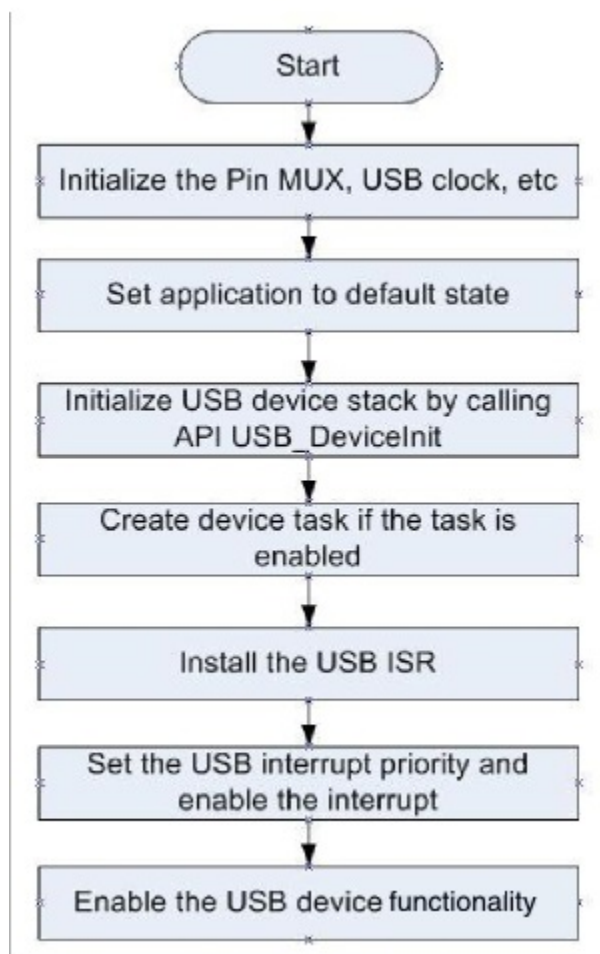 Start
Initialize the Pin MUX, USB clock, etc
Set application to default state
Initialize USB device stack by calling
API USB_DeviceInit
Create device task if the task is
enabled
Install the USB ISR
Set the USB interrupt priority and
enable the interrupt
Enable the USB device functionality